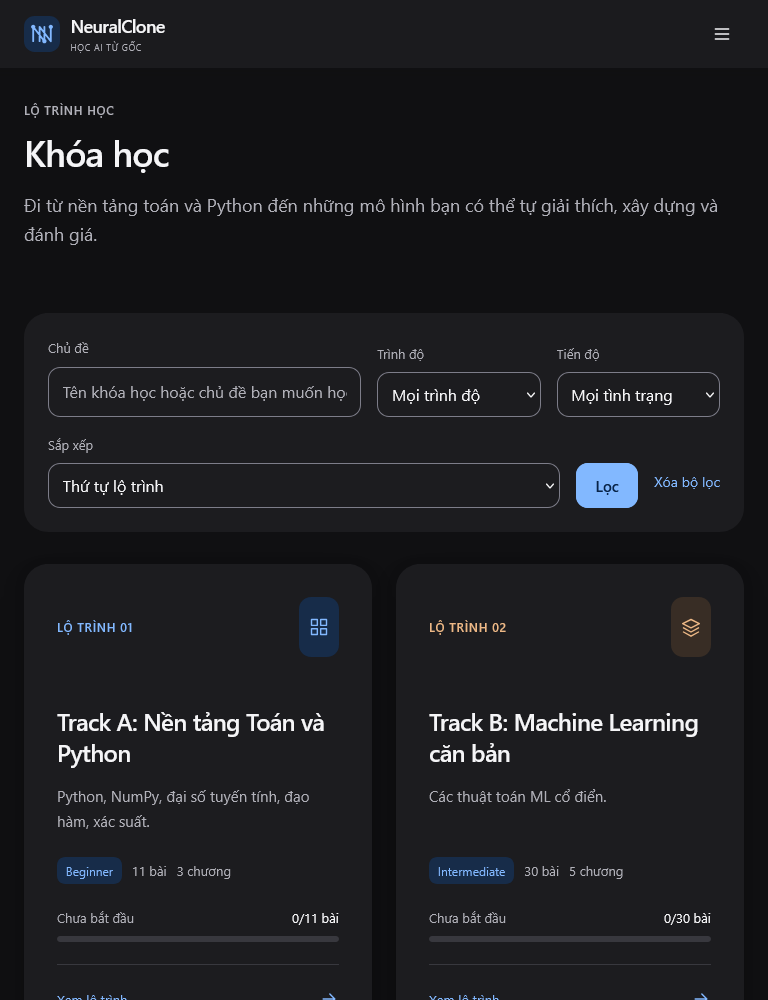 NeuralClone
HỌC AI TỪ GỐC
LỘ TRÌNH HỌC
Khóa học
Đi từ nền tảng toán và Python đến những mô hình bạn có thể tự giải thích, xây dựng và
đánh giá.
Chủ đề
Trình độ
Tiến độ
Tên khóa học hoặc chủ đề bạn muốn họ
Mọi trình độ
Mọi tình trạng
Sắp xếp
Thứ tự lộ trình
Lọc
Xóa bộ lọc
LỘ TRÌNH 01
Track A: Nền tảng Toán và
Python
Python, NumPy, đại số tuyến tính, đạo
hàm, xác suất.
Beginner 11 bài 3 chương
Chưa bắt đầu 0/11 bài
Xem lộ trình
LỘ TRÌNH 02
Track B: Machine Learning
căn bản
Các thuật toán ML cổ điển.
Intermediate 30 bài 5 chương
Chưa bắt đầu 0/30 bài
Xem lộ trình